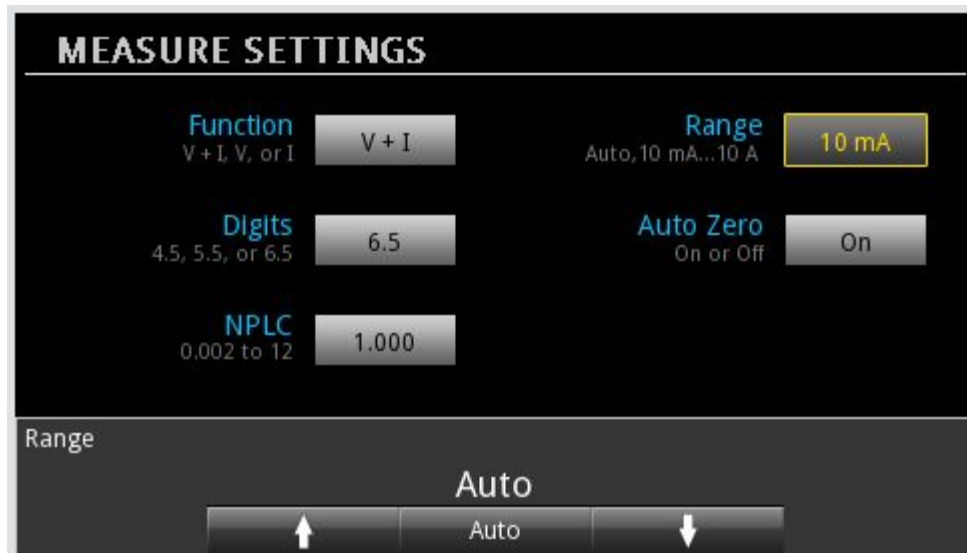 MEASURE SETTINGS
Function
V + I, V, or I
V + I
Range
Auto,10 mA...10 A
10 mA
Digits
4.5, 5.5, or 6.5
6.5
Auto Zero
On or Off
On
NPLC
0.002 to 12
1.000
Range
Auto
Auto